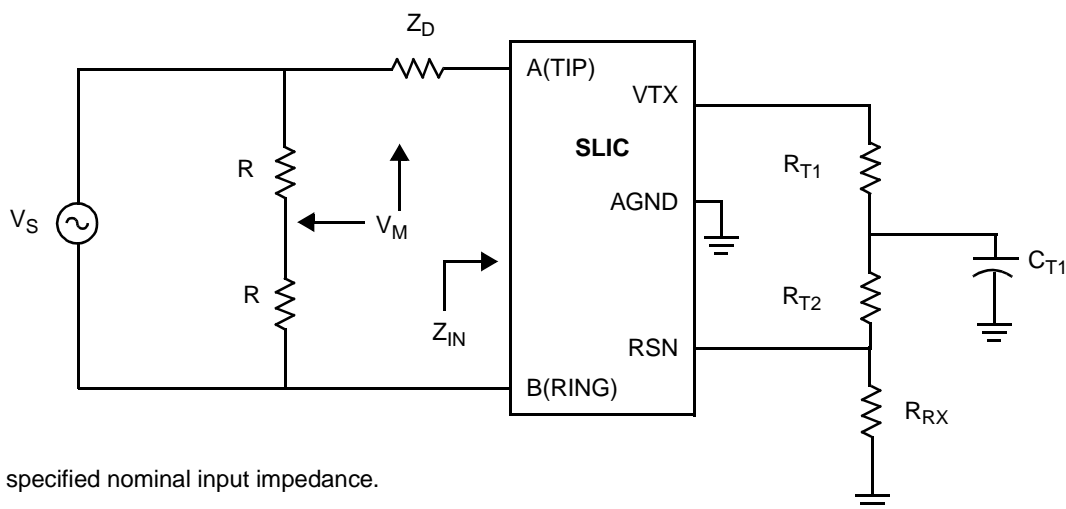 Z_D
A(TIP)
VTX
SLIC
R
R_T1
AGND
V_S
V_M
C_T1
R
R_T2
Z_IN
RSN
B(RING)
R_RX
specified nominal input impedance.